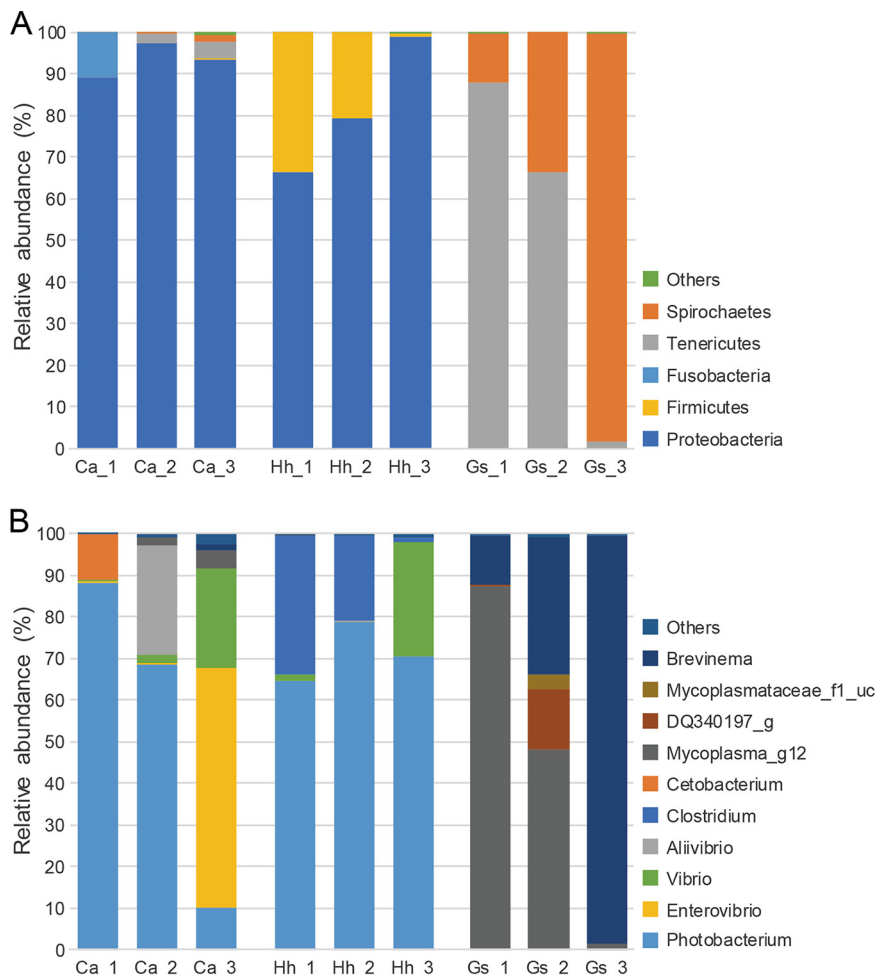 A
Relative abundance (%)
100
90
80
70
60
50
40
30
20
10
0
Ca_1 Ca_2 Ca_3 Hh_1 Hh_2 Hh_3 Gs_1 Gs_2 Gs_3
Others
Spirochaetes
Tenericutes
Fusobacteria
Firmicutes
Proteobacteria
B
Relative abundance (%)
100
90
80
70
60
50
40
30
20
10
0
Ca_1 Ca_2 Ca_3 Hh_1 Hh_2 Hh_3 Gs_1 Gs_2 Gs_3
Others
Brevinema
Mycoplasmataceae_f1_uc
DQ340197_g
Mycoplasma_g12
Cetobacterium
Clostridium
Aliivibrio
Vibrio
Enterovibrio
Photobacterium